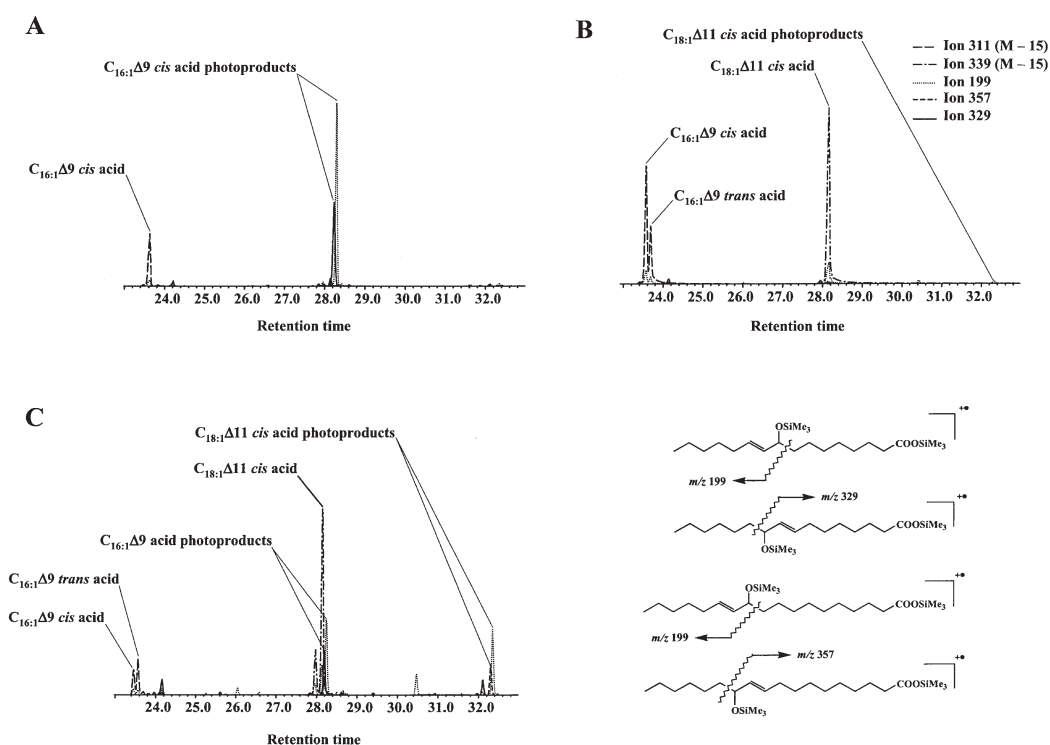 A
C16:1Δ9 cis acid photoproducts
C16:1Δ9 cis acid
24.0 25.0 26.0 27.0 28.0 29.0 30.0 31.0 32.0
Retention time
B
C18:1Δ11 cis acid photoproducts
C18:1Δ11 cis acid
C16:1Δ9 cis acid
C16:1Δ9 trans acid
Ion 311 (M – 15)
Ion 339 (M – 15)
Ion 199
Ion 357
Ion 329
24.0 25.0 26.0 27.0 28.0 29.0 30.0 31.0 32.0
Retention time
C
C18:1Δ11 cis acid photoproducts
C18:1Δ11 cis acid
C16:1Δ9 acid photoproducts
C16:1Δ9 trans acid
C16:1Δ9 cis acid
24.0 25.0 26.0 27.0 28.0 29.0 30.0 31.0 32.0
Retention time
OSiMe3
COOSiMe3
+•
m/z 199
m/z 329
COOSiMe3
+•
OSiMe3
OSiMe3
COOSiMe3
+•
m/z 199
m/z 357
COOSiMe3
+•
OSiMe3